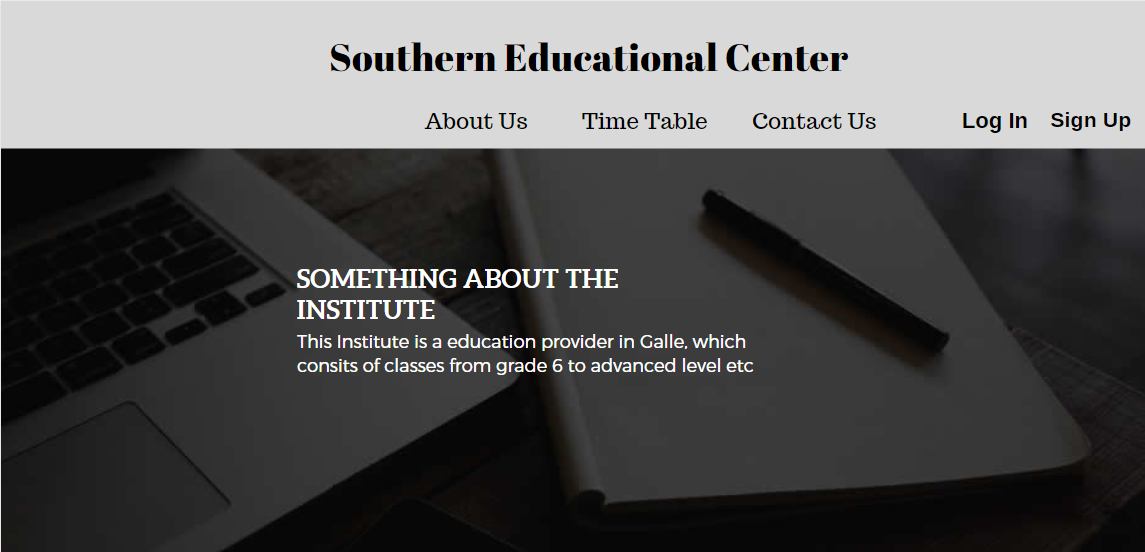 Southern Educational Center
About Us Time Table Contact Us Log In Sign Up
SOMETHING ABOUT THE
INSTITUTE
This Institute is a education provider in Galle, which
consits of classes from grade 6 to advanced level etc